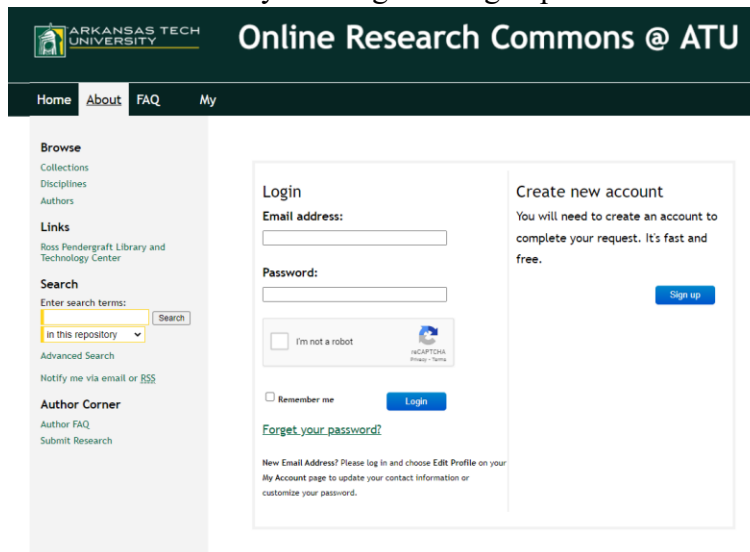 ARKANSAS TECH
UNIVERSITY
Online Research Commons @ ATU
Home About FAQ My
Browse
Collections
Disciplines
Authors
Links
Ross Pendergraft Library and
Technology Center
Search
Enter search terms:
Search
in this repository
Advanced Search
Notify me via email or RSS
Author Corner
Author FAQ
Submit Research
Login
Email address:
Password:
I'm not a robot
reCAPTCHA
Privacy - Terms
Remember me
Login
Forget your password?
New Email Address? Please log in and choose Edit Profile on your
My Account page to update your contact information or
customize your password.
Create new account
You will need to create an account to
complete your request. It's fast and
free.
Sign up